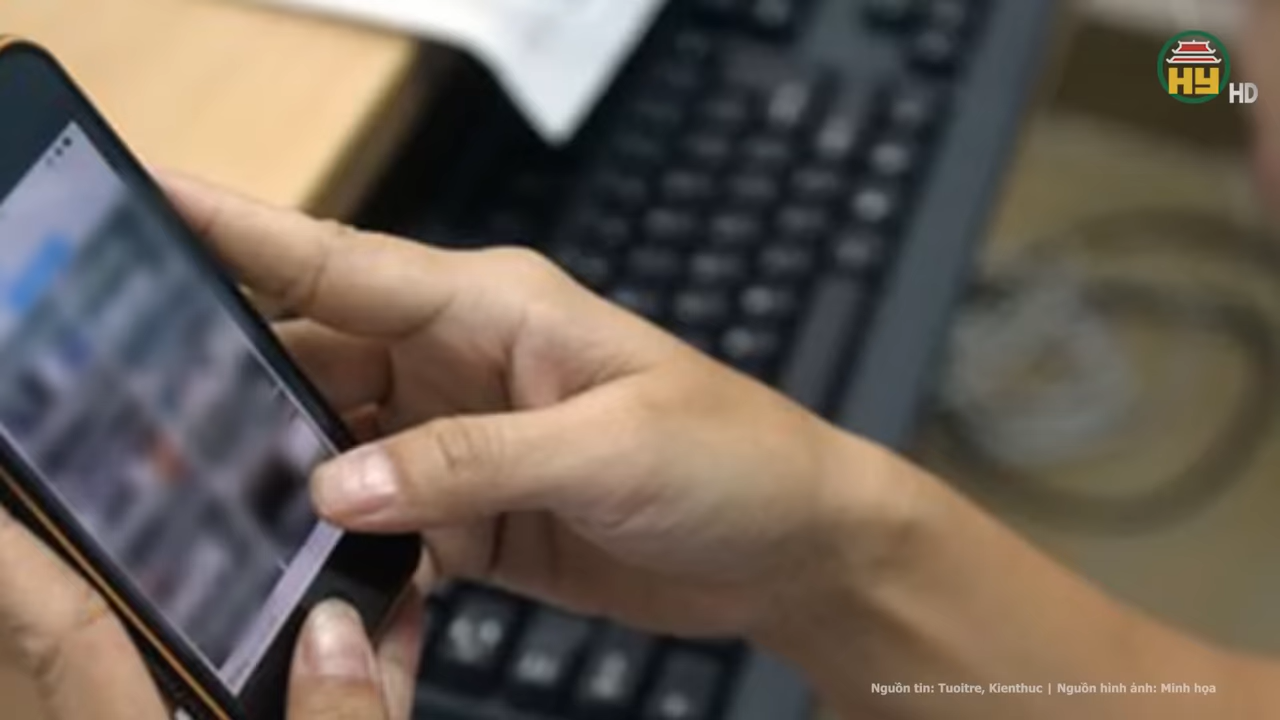 HY
HD
Nguồn tin: Tuoitre, Kienthuc | Nguồn hình ảnh: Minh họa